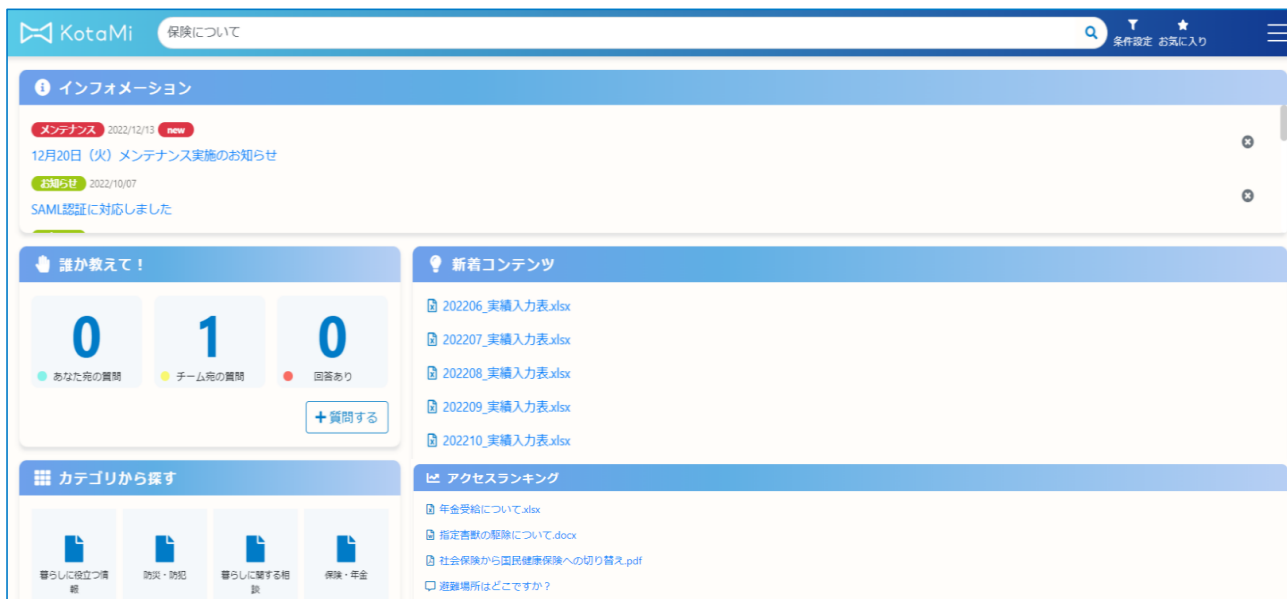 KotaMi
保険について
条件設定 お気に入り
インフォメーション
メンテナンス 2022/12/13 new
12月20日（火）メンテナンス実施のお知らせ
お知らせ 2022/10/07
SAML認証に対応しました
誰か教えて！
0 1 0
あなた宛の質問 チーム宛の質問 回答あり
+質問する
新着コンテンツ
202206_実績入力表.xlsx
202207_実績入力表.xlsx
202208_実績入力表.xlsx
202209_実績入力表.xlsx
202210_実績入力表.xlsx
カテゴリから探す
暮らしに役立つ情
報
防災・防犯
暮らしに関する相
談
保険・年金
アクセスランキング
年金受給について.xlsx
指定害獣の駆除について.docx
社会保険から国民健康保険への切り替え.pdf
避難場所はどこですか？